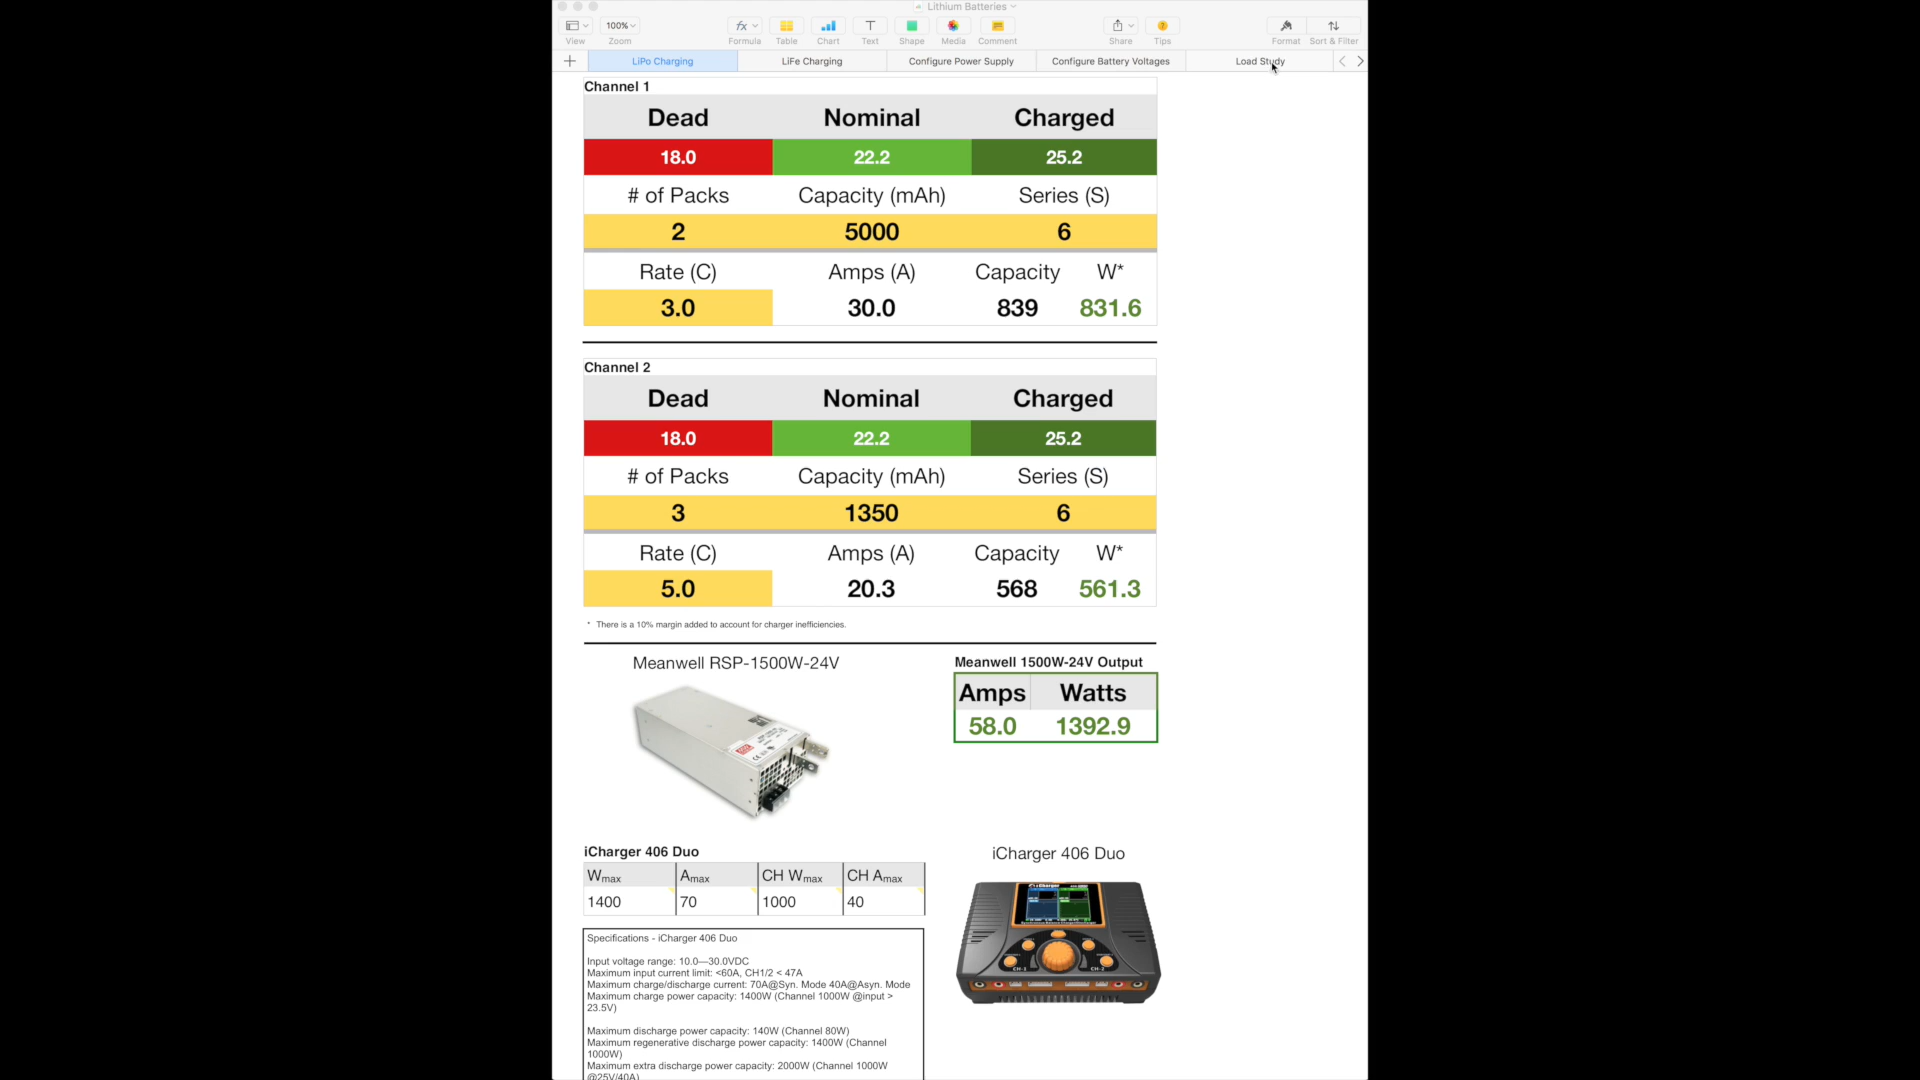 Lithium Batteries
100%
View
Zoom
Formula
Table
Chart
Text
Shape
Media
Comment
Share
Tips
Format
Sort & Filter
LiPo Charging
LiFe Charging
Configure Power Supply
Configure Battery Voltages
Load Study
Channel 1
Dead Nominal Charged
18.0 22.2 25.2
# of Packs Capacity (mAh) Series (S)
2 5000 6
Rate (C) Amps (A) Capacity W*
3.0 30.0 839 831.6
Channel 2
Dead Nominal Charged
18.0 22.2 25.2
# of Packs Capacity (mAh) Series (S)
3 1350 6
Rate (C) Amps (A) Capacity W*
5.0 20.3 568 561.3
* There is a 10% margin added to account for charger inefficiencies.
Meanwell RSP-1500W-24V
Meanwell 1500W-24V Output
Amps Watts
58.0 1392.9
iCharger 406 Duo
Wmax Amax CH Wmax CH Amax
1400 70 1000 40
iCharger 406 Duo
CH-1 CH-2
Specifications - iCharger 406 Duo
Input voltage range: 10.0—30.0VDC
Maximum input current limit: <60A, CH1/2 < 47A
Maximum charge/discharge current: 70A@Syn. Mode 40A@Asyn. Mode
Maximum charge power capacity: 1400W (Channel 1000W @input >
23.5V)
Maximum discharge power capacity: 140W (Channel 80W)
Maximum regenerative discharge power capacity: 1400W (Channel
1000W)
Maximum extra discharge power capacity: 2000W (Channel 1000W
@25V/40A)